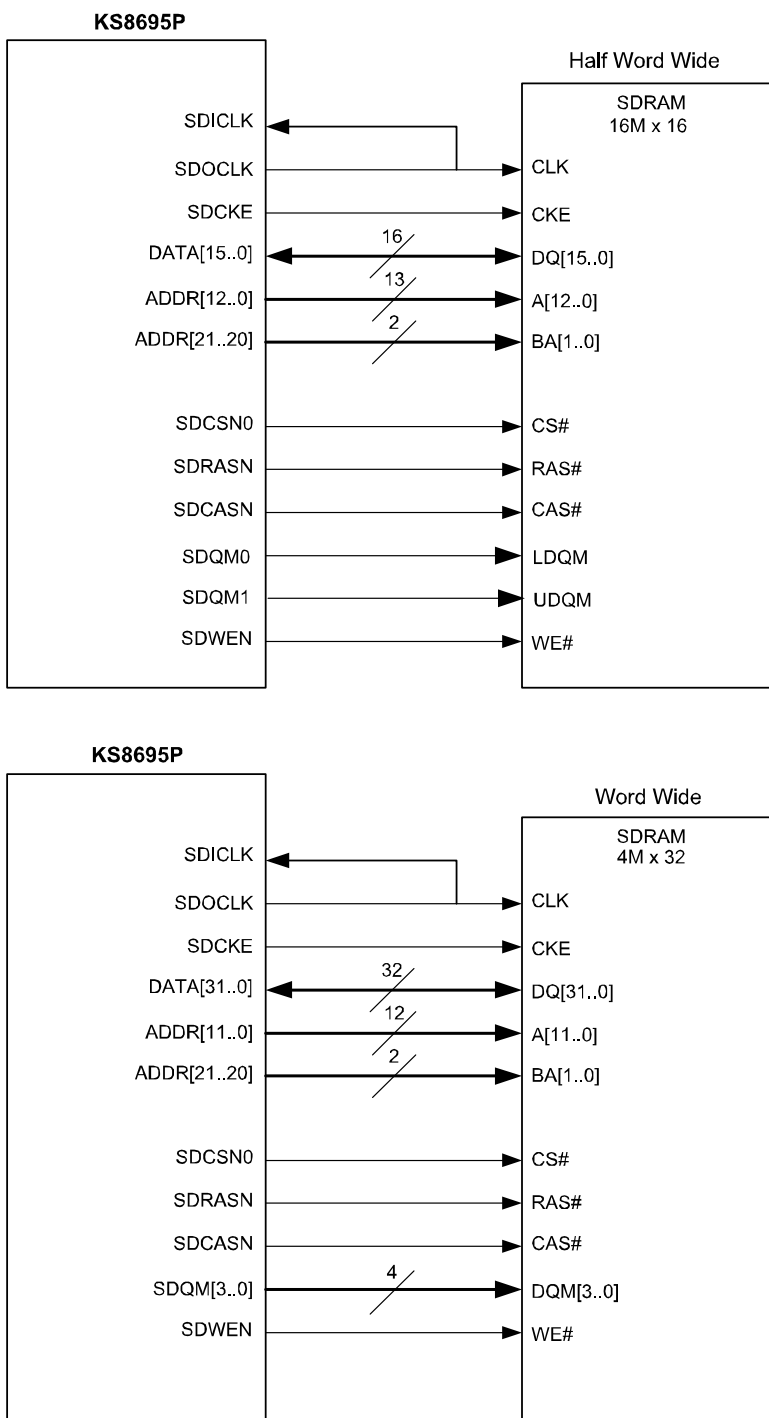 KS8695P
Half Word Wide
SDRAM
16M x 16
SDICLK
SDOCLK
CLK
SDCKE
CKE
DATA[15..0]
16
DQ[15..0]
ADDR[12..0]
13
A[12..0]
ADDR[21..20]
2
BA[1..0]
SDCSN0
CS#
SDRASN
RAS#
SDCASN
CAS#
SDQM0
LDQM
SDQM1
UDQM
SDWEN
WE#
KS8695P
Word Wide
SDRAM
4M x 32
SDICLK
SDOCLK
CLK
SDCKE
CKE
DATA[31..0]
32
DQ[31..0]
ADDR[11..0]
12
A[11..0]
ADDR[21..20]
2
BA[1..0]
SDCSN0
CS#
SDRASN
RAS#
SDCASN
CAS#
SDQM[3..0]
4
DQM[3..0]
SDWEN
WE#